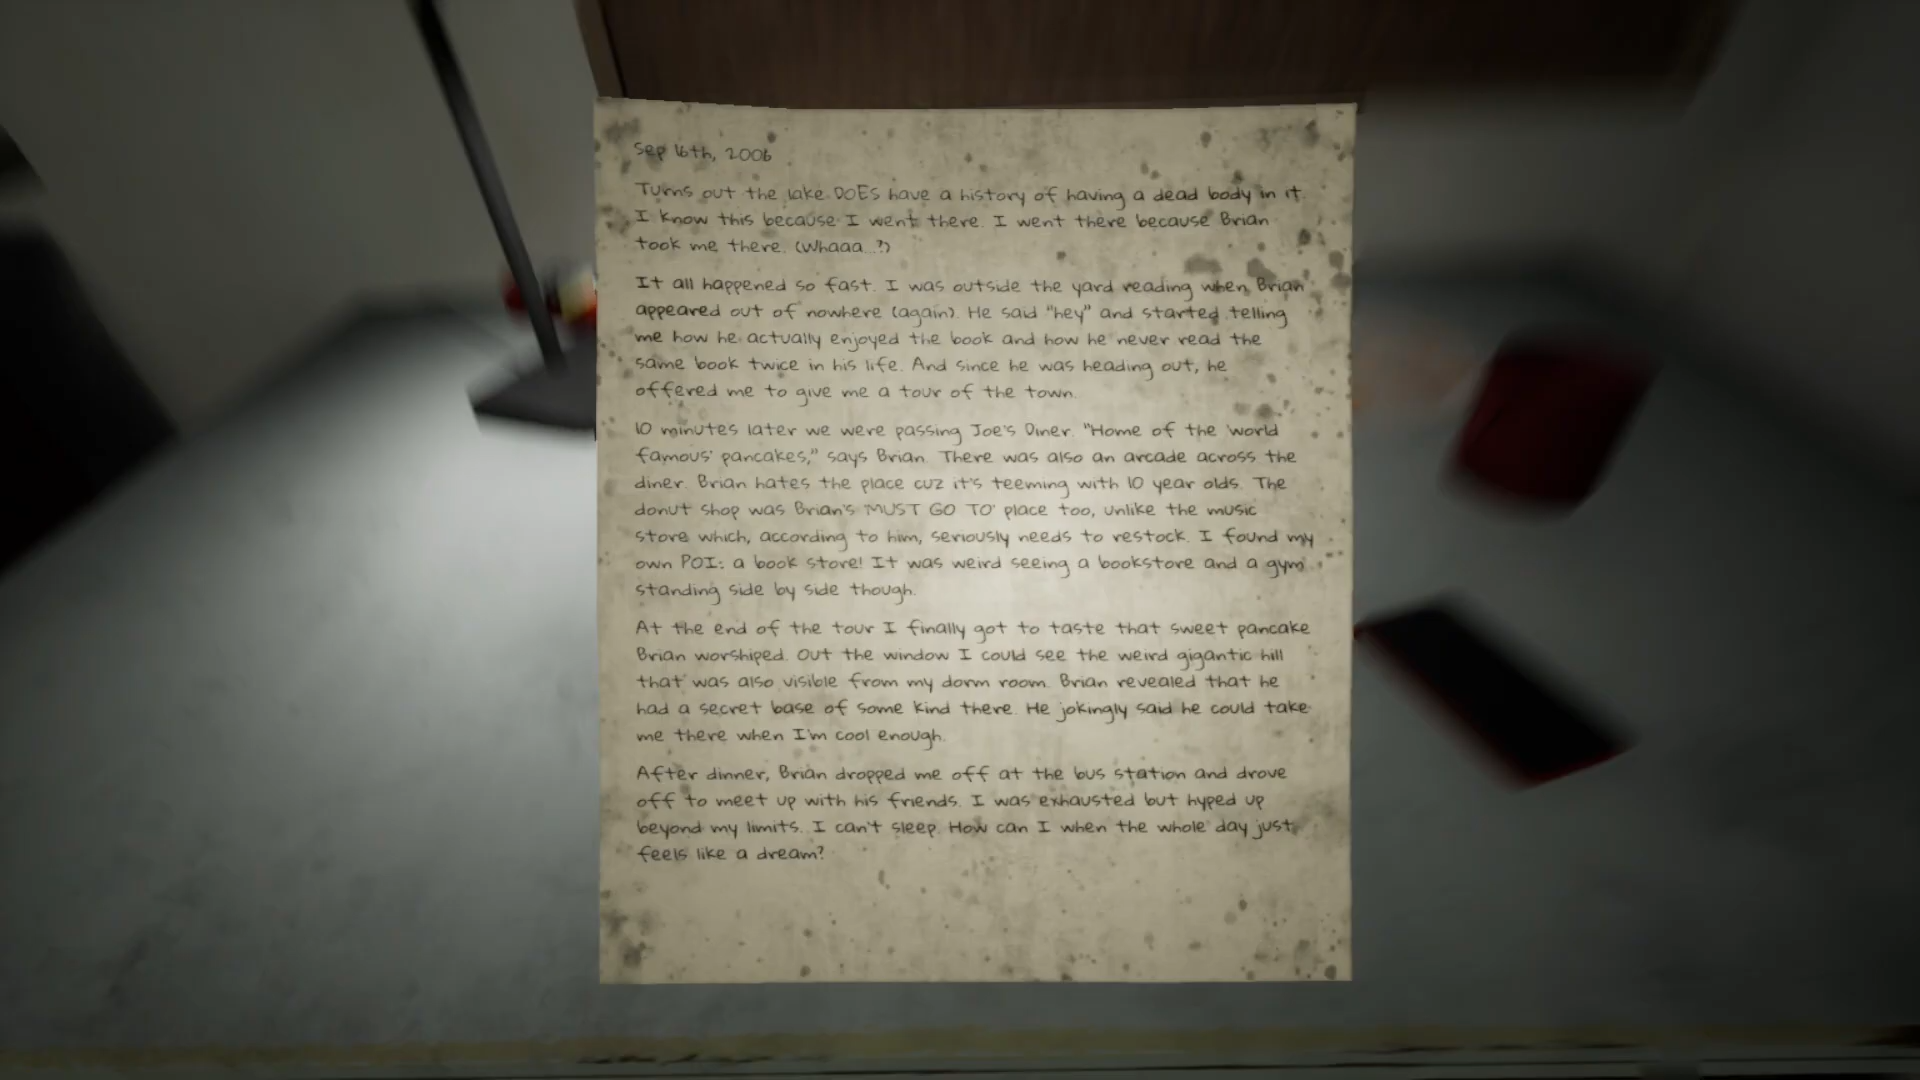 Sep 16th, 2006
Turns out the lake DOES have a history of having a dead body in it.
I know this because I went there. I went there because Brian
took me there. (Whaaa...?)
It all happened so fast. I was outside the yard reading when Brian
appeared out of nowhere (again). He said "hey" and started telling
me how he actually enjoyed the book and how he never read the
same book twice in his life. And since he was heading out, he
offered me to give me a tour of the town.
10 minutes later we were passing Joe's Diner. "Home of the 'world
famous' pancakes," says Brian. There was also an arcade across the
diner. Brian hates the place cuz it's teeming with 10 year olds. The
donut shop was Brian's 'MUST GO TO' place too, unlike the music
store which, according to him, seriously needs to restock. I found my
own POI: a book store! It was weird seeing a bookstore and a gym
standing side by side though.
At the end of the tour I finally got to taste that sweet pancake
Brian worshiped. Out the window I could see the weird gigantic hill
that was also visible from my dorm room. Brian revealed that he
had a secret base of some kind there. He jokingly said he could take
me there when I'm cool enough.
After dinner, Brian dropped me off at the bus station and drove
off to meet up with his friends. I was exhausted but hyped up
beyond my limits. I can't sleep. How can I when the whole day just
feels like a dream?